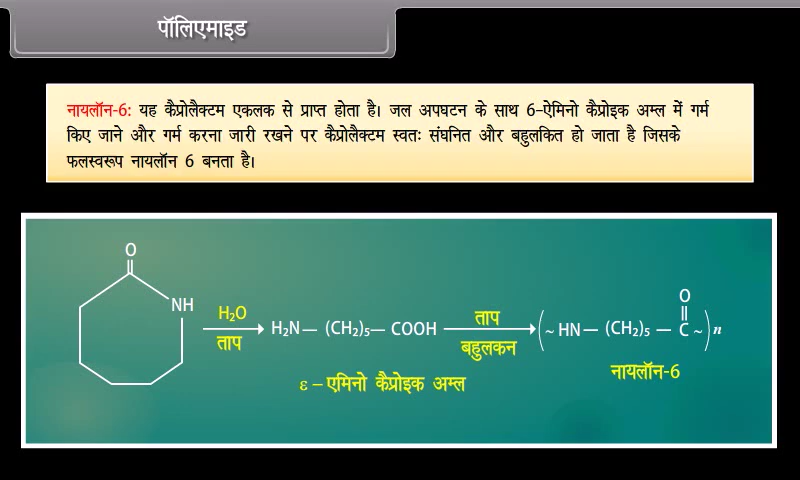 पॉलिएमाइड
नायलॉन-6: यह कैप्रोलैक्टम एकलक से प्राप्त होता है। जल अपघटन के साथ 6-ऐमिनो कैप्रोइक अम्ल में गर्म
किए जाने और गर्म करना जारी रखने पर कैप्रोलैक्टम स्वतः संघनित और बहुलकित हो जाता है जिसके
फलस्वरूप नायलॉन 6 बनता है।
O
NH
H₂O
ताप
H₂N— (CH₂)₅— COOH
ताप
बहुलकन
O
(~ HN— (CH₂)₅ — C ~)n
ε – एमिनो कैप्रोइक अम्ल
नायलॉन-6